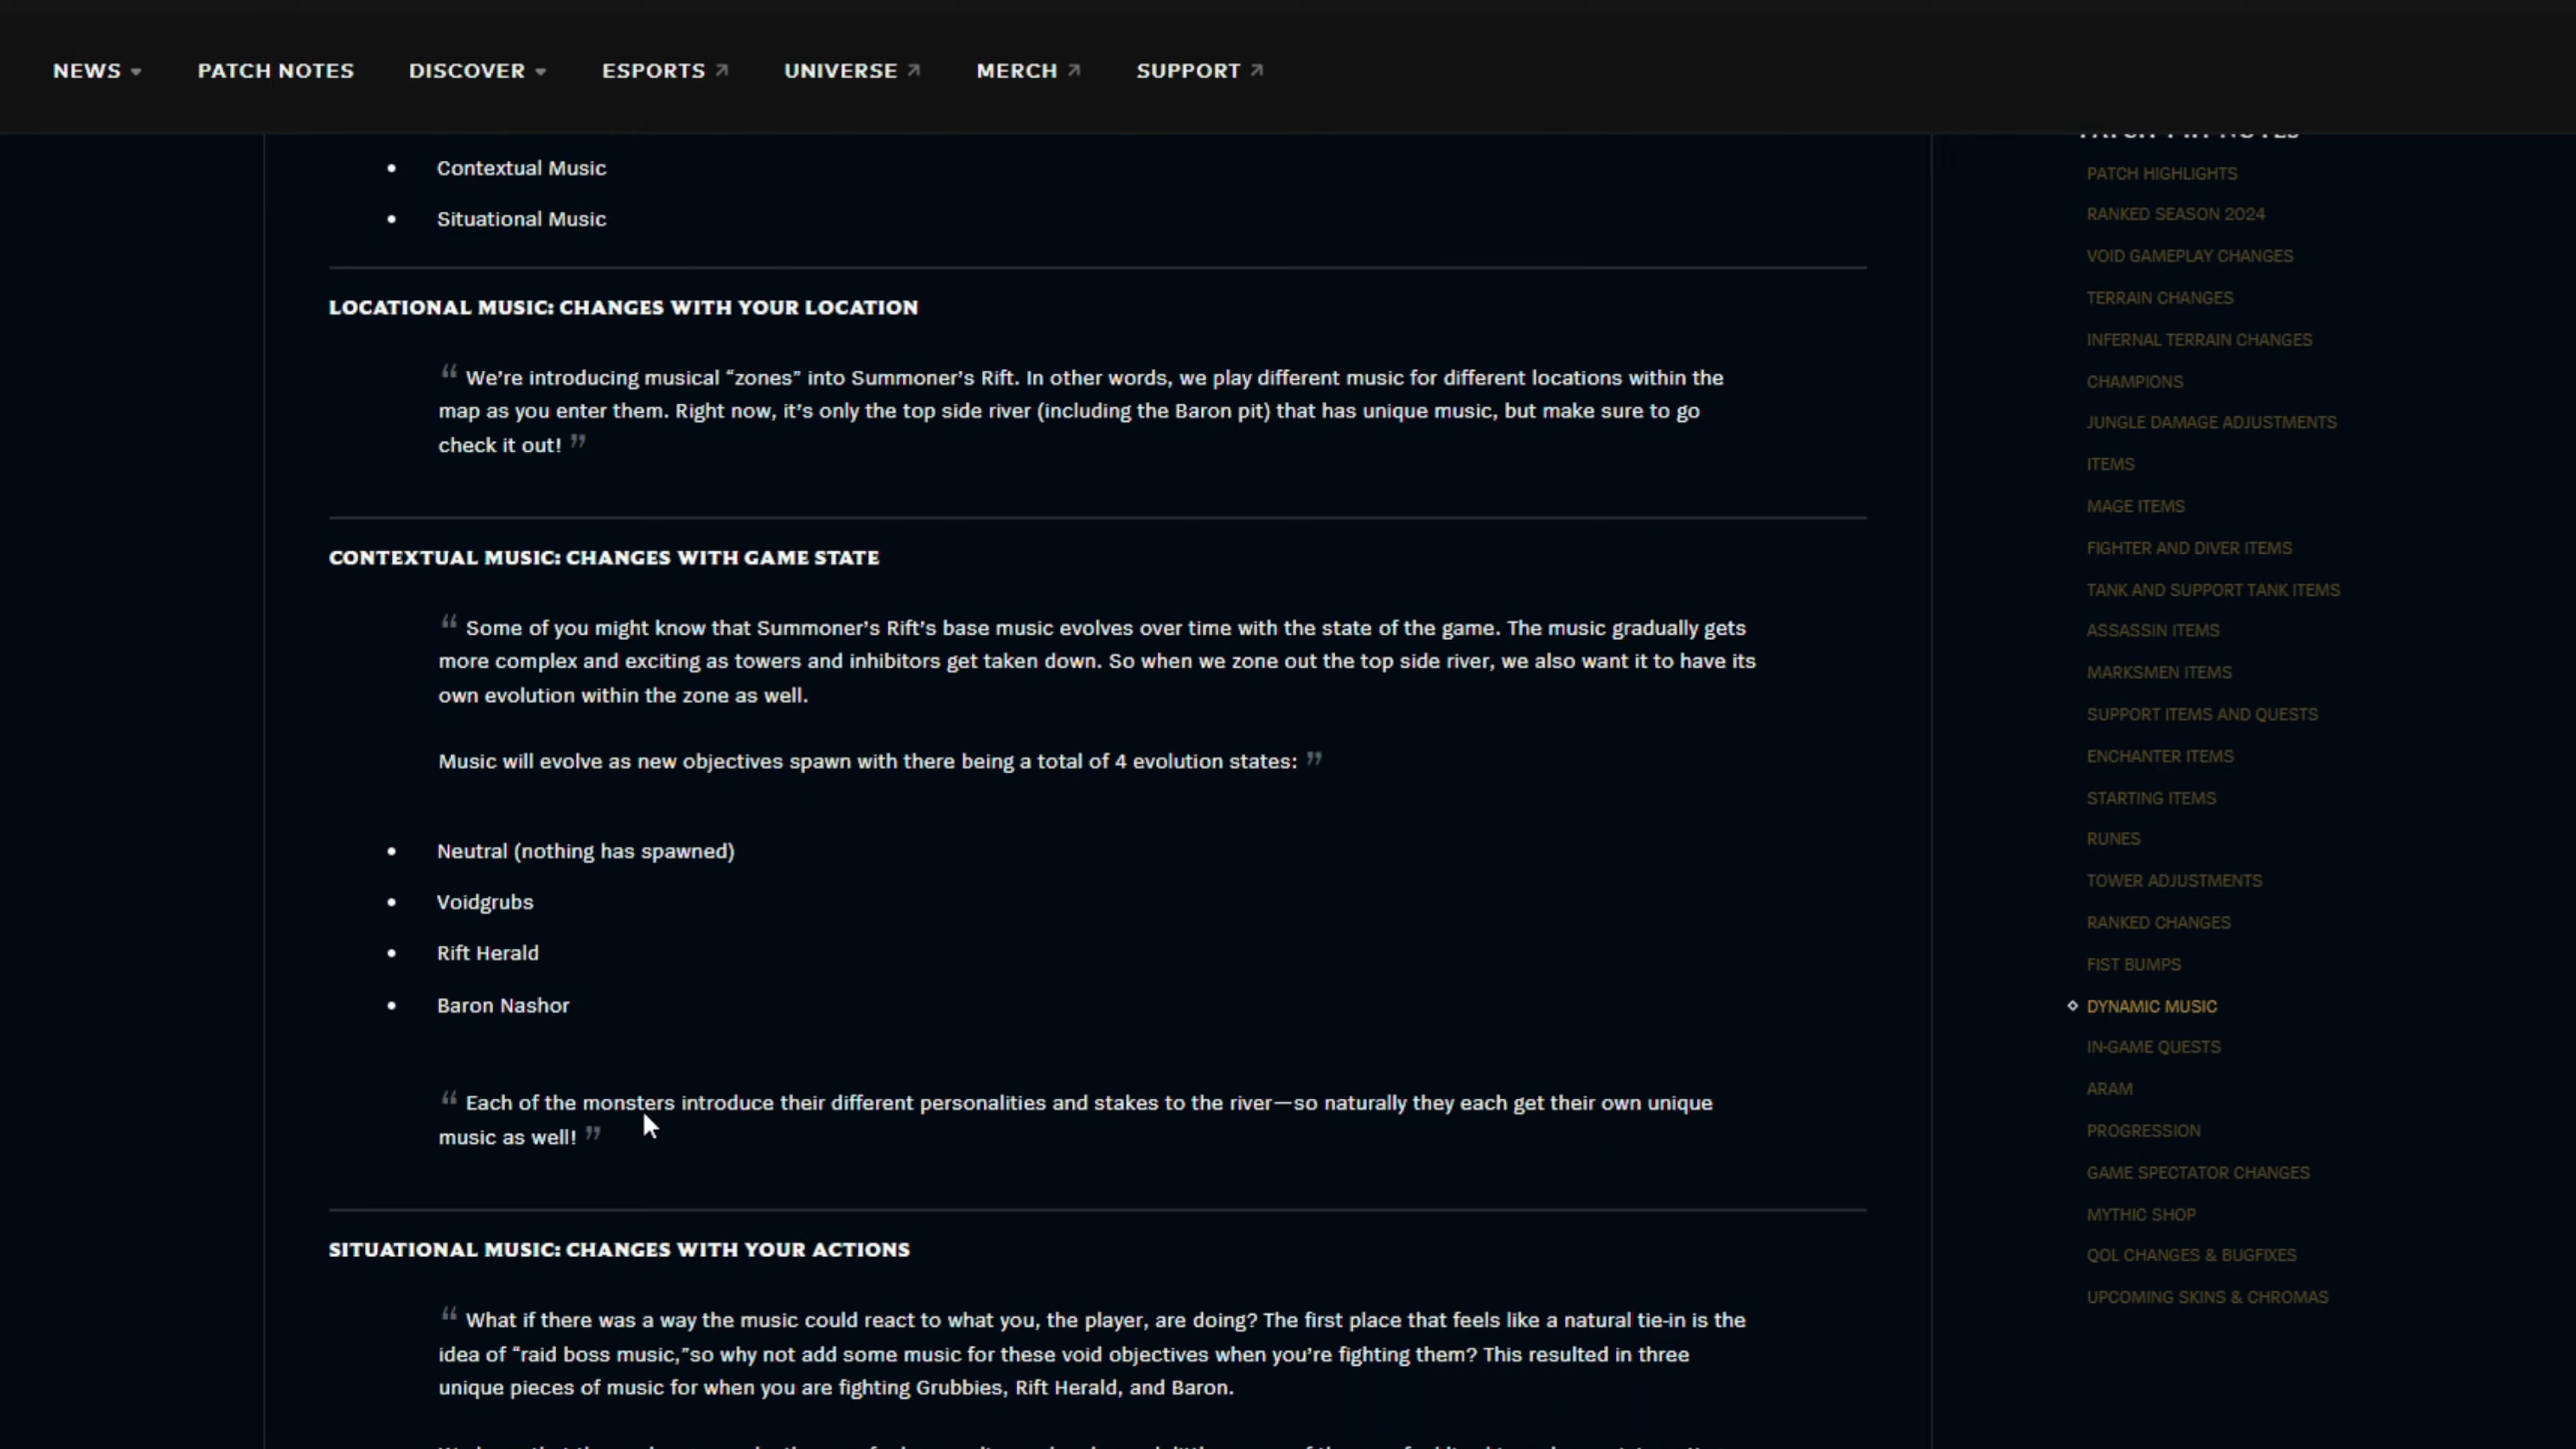 NEWS PATCH NOTES DISCOVER ESPORTS UNIVERSE MERCH SUPPORT
• Contextual Music
• Situational Music
LOCATIONAL MUSIC: CHANGES WITH YOUR LOCATION
“ We’re introducing musical “zones” into Summoner’s Rift. In other words, we play different music for different locations within the
map as you enter them. Right now, it’s only the top side river (including the Baron pit) that has unique music, but make sure to go
check it out! ”
CONTEXTUAL MUSIC: CHANGES WITH GAME STATE
“ Some of you might know that Summoner’s Rift’s base music evolves over time with the state of the game. The music gradually gets
more complex and exciting as towers and inhibitors get taken down. So when we zone out the top side river, we also want it to have its
own evolution within the zone as well.
Music will evolve as new objectives spawn with there being a total of 4 evolution states: ”
• Neutral (nothing has spawned)
• Voidgrubs
• Rift Herald
• Baron Nashor
“ Each of the monsters introduce their different personalities and stakes to the river—so naturally they each get their own unique
music as well! ”
SITUATIONAL MUSIC: CHANGES WITH YOUR ACTIONS
“ What if there was a way the music could react to what you, the player, are doing? The first place that feels like a natural tie-in is the
idea of “raid boss music,”so why not add some music for these void objectives when you’re fighting them? This resulted in three
unique pieces of music for when you are fighting Grubbies, Rift Herald, and Baron.
PATCH HIGHLIGHTS
RANKED SEASON 2024
VOID GAMEPLAY CHANGES
TERRAIN CHANGES
INFERNAL TERRAIN CHANGES
CHAMPIONS
JUNGLE DAMAGE ADJUSTMENTS
ITEMS
MAGE ITEMS
FIGHTER AND DIVER ITEMS
TANK AND SUPPORT TANK ITEMS
ASSASSIN ITEMS
MARKSMEN ITEMS
SUPPORT ITEMS AND QUESTS
ENCHANTER ITEMS
STARTING ITEMS
RUNES
TOWER ADJUSTMENTS
RANKED CHANGES
FIST BUMPS
DYNAMIC MUSIC
IN-GAME QUESTS
ARAM
PROGRESSION
GAME SPECTATOR CHANGES
MYTHIC SHOP
QOL CHANGES & BUGFIXES
UPCOMING SKINS & CHROMAS